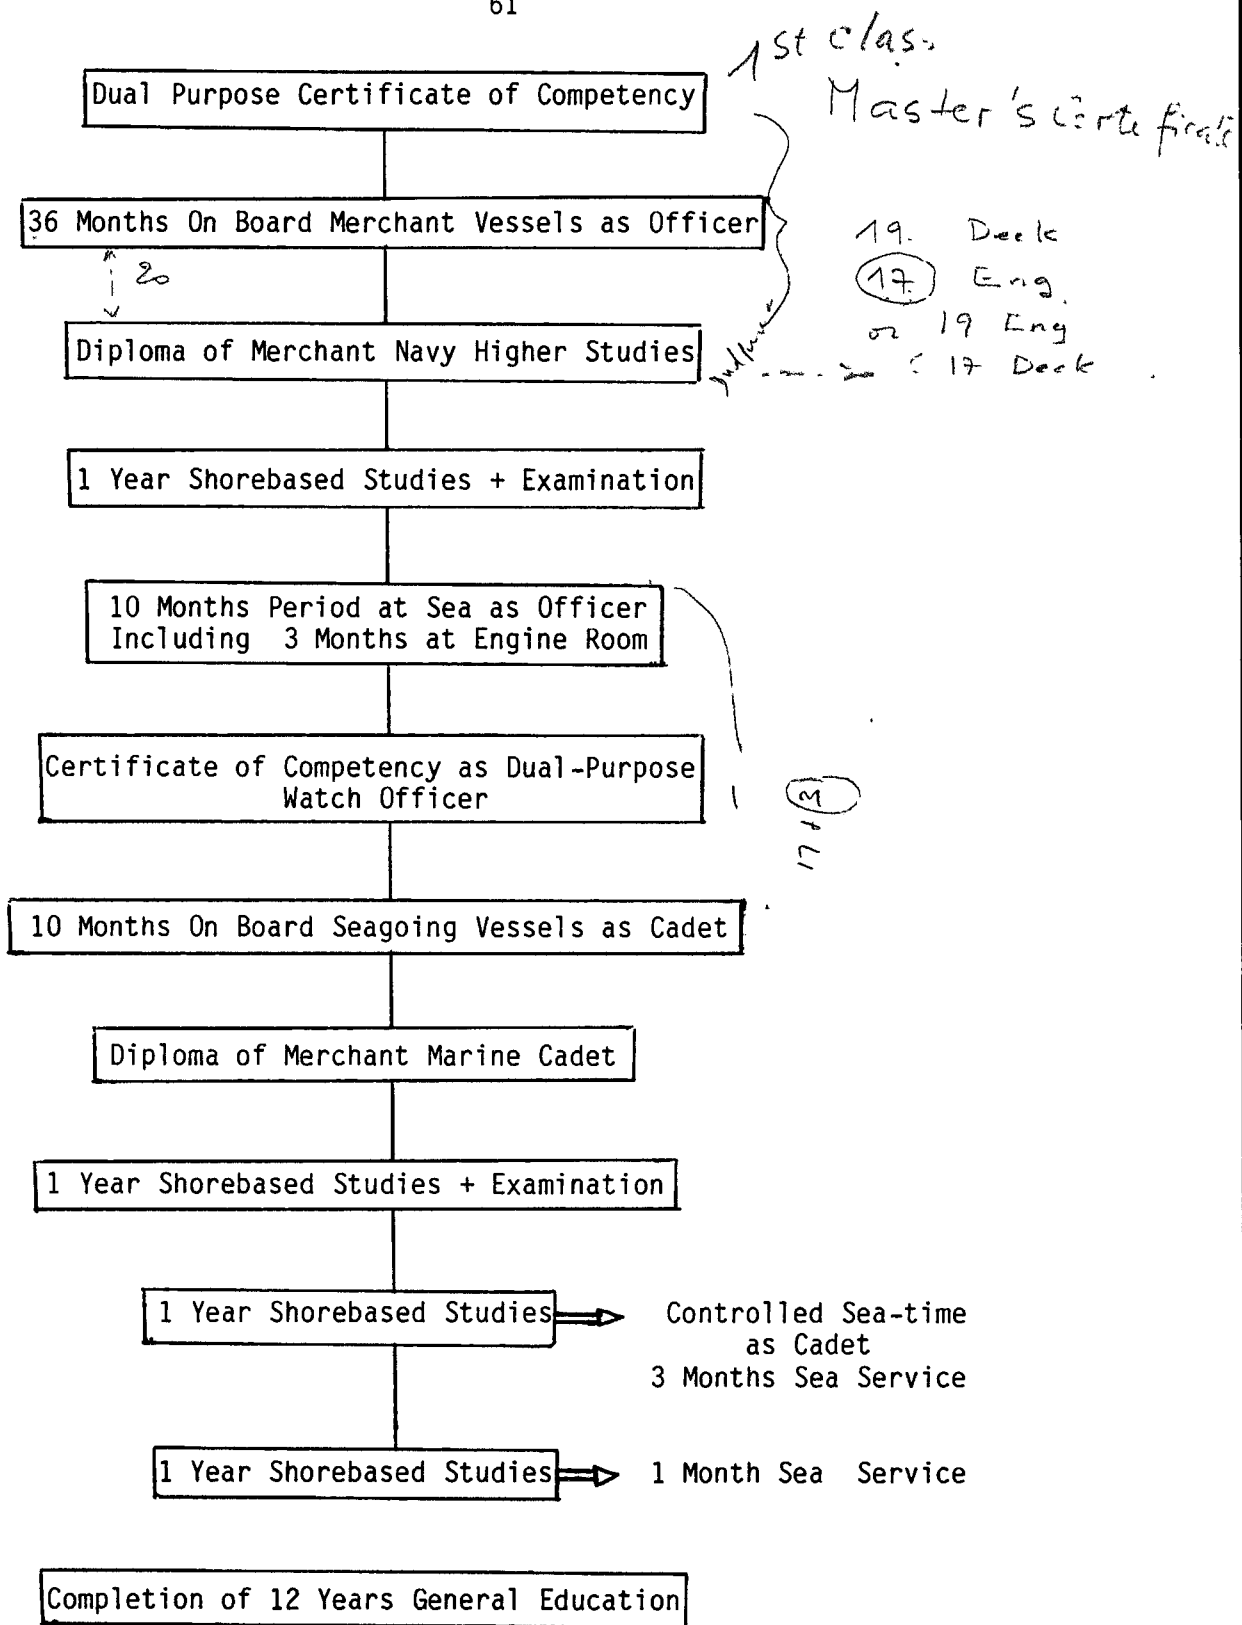 61
1st clas.
Master's Certificate
Dual Purpose Certificate of Competency
36 Months On Board Merchant Vessels as Officer
20
19. Deck
17 Eng.
or 19 Eng
17 Deck
Diploma of Merchant Navy Higher Studies
1 Year Shorebased Studies + Examination
10 Months Period at Sea as Officer
Including 3 Months at Engine Room
Certificate of Competency as Dual-Purpose
Watch Officer
17 + 3
10 Months On Board Seagoing Vessels as Cadet
Diploma of Merchant Marine Cadet
1 Year Shorebased Studies + Examination
1 Year Shorebased Studies
Controlled Sea-time
as Cadet
3 Months Sea Service
1 Year Shorebased Studies
1 Month Sea Service
Completion of 12 Years General Education